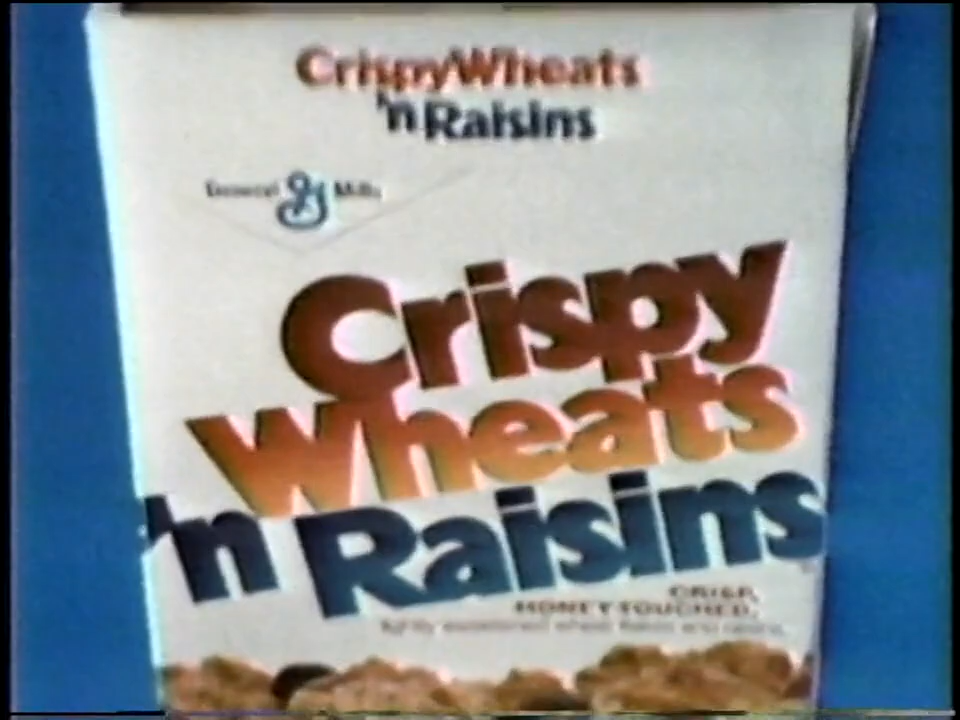 Crispy Wheats
'n Raisins
General Mills
Crispy
Wheats
'n Raisins
CRISP,
HONEY-TOUCHED,